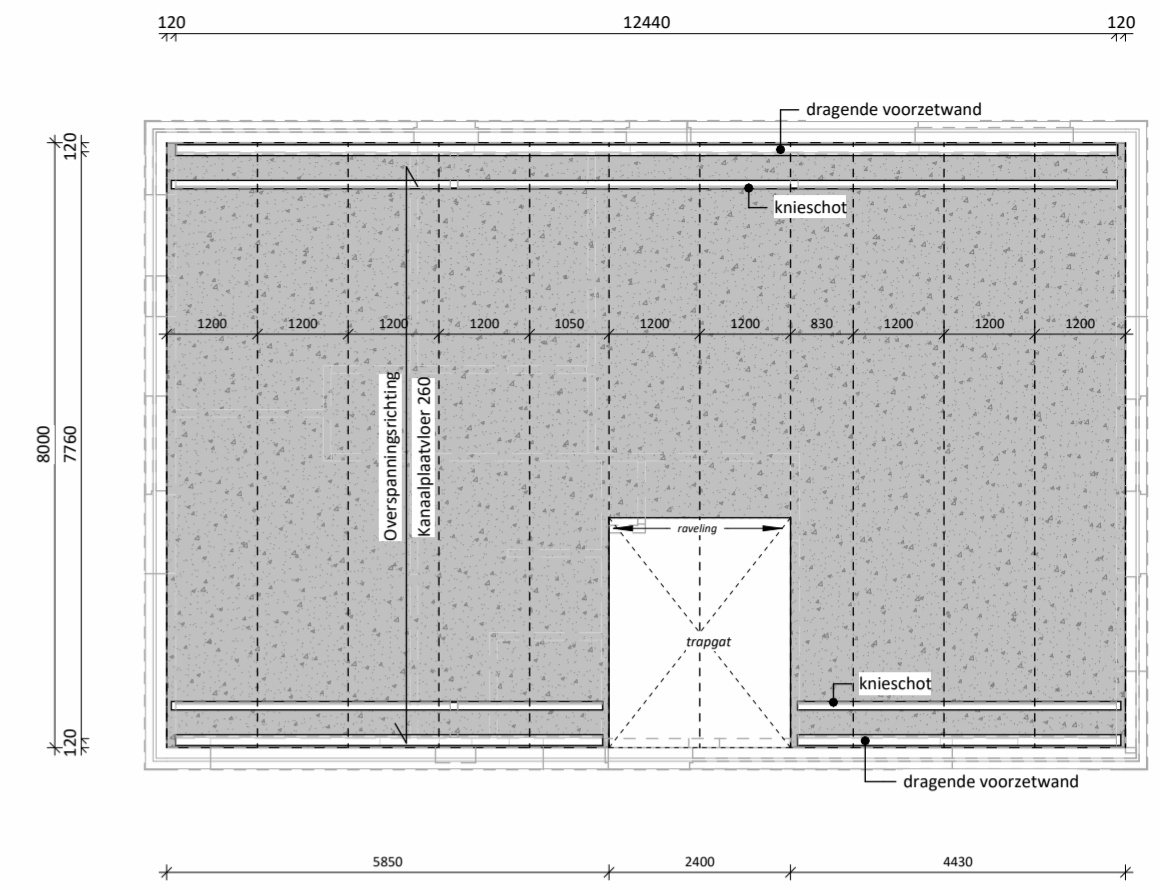 120 12440 120
dragende voorzetwand
120
knieschot
1200 1200 1200 1200 1050 1200 1200 830 1200 1200 1200
8000
7760
Overspanningsrichting
Kanaalplaatvloer 260
raveling
trapgat
knieschot
120
dragende voorzetwand
5850 2400 4430